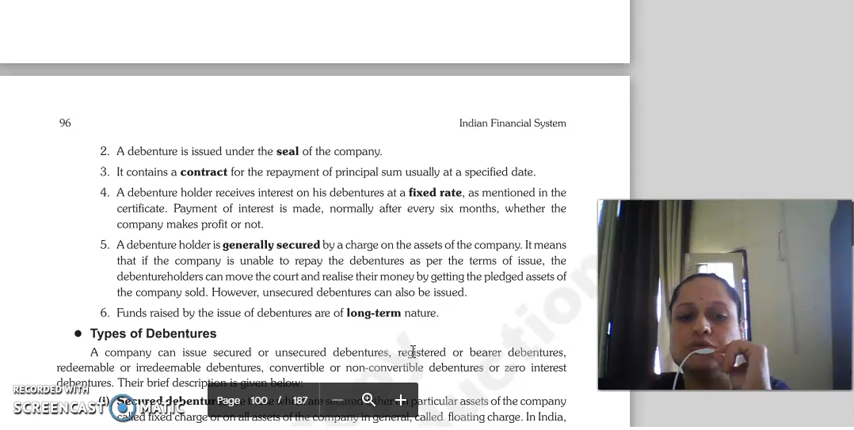 96 Indian Financial System
2. A debenture is issued under the seal of the company.
3. It contains a contract for the repayment of principal sum usually at a specified date.
4. A debenture holder receives interest on his debentures at a fixed rate, as mentioned in the
certificate. Payment of interest is made, normally after every six months, whether the
company makes profit or not.
5. A debenture holder is generally secured by a charge on the assets of the company. It means
that if the company is unable to repay the debentures as per the terms of issue, the
debentureholders can move the court and realise their money by getting the pledged assets of
the company sold. However, unsecured debentures can also be issued.
6. Funds raised by the issue of debentures are of long-term nature.
● Types of Debentures
A company can issue secured or unsecured debentures, registered or bearer debentures,
redeemable or irredeemable debentures, convertible or non-convertible debentures or zero interest
debentures. Their brief description is given below:
(i) Secured particular assets of the company
called fixed charge or on all assets of the company in general, called floating charge. In India,
Page 100 / 187
RECORDED WITH
SCREENCAST MATIC